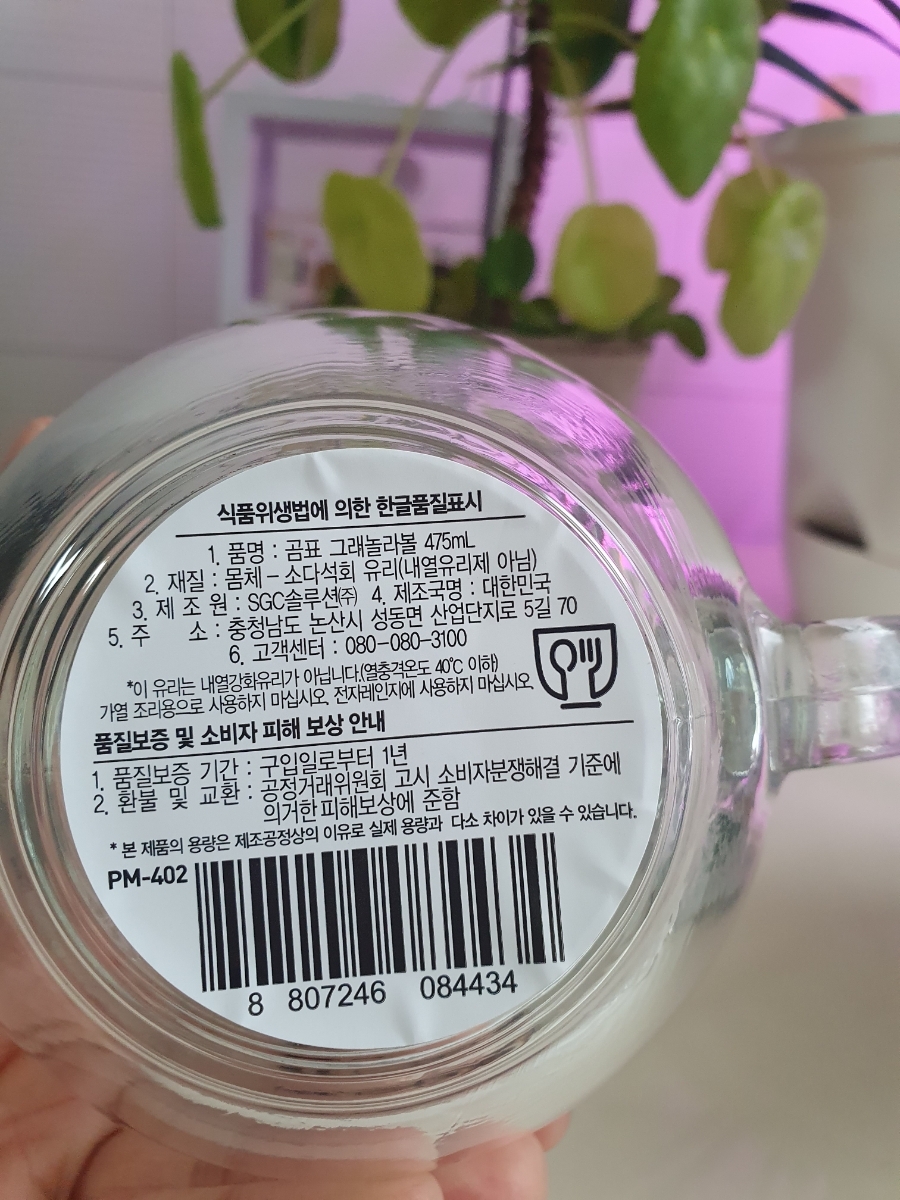 식품위생법에 의한 한글품질표시
1. 품명 : 곰표 그래놀라볼 475mL
2. 재질 : 몸체 – 소다석회 유리(내열유리제 아님)
3. 제 조 원 : SGC솔루션㈜ 4. 제조국명 : 대한민국
5. 주 소 : 충청남도 논산시 성동면 산업단지로 5길 70
6. 고객센터 : 080-080-3100
*이 유리는 내열강화유리가 아닙니다.(열충격온도 40℃ 이하)
가열 조리용으로 사용하지 마십시오. 전자레인지에 사용하지 마십시오.
품질보증 및 소비자 피해 보상 안내
1. 품질보증 기간 : 구입일로부터 1년
2. 환불 및 교환 : 공정거래위원회 고시 소비자분쟁해결 기준에
의거한 피해보상에 준함
* 본 제품의 용량은 제조공정상의 이유로 실제 용량과 다소 차이가 있을 수 있습니다.
PM-402
8 807246 084434